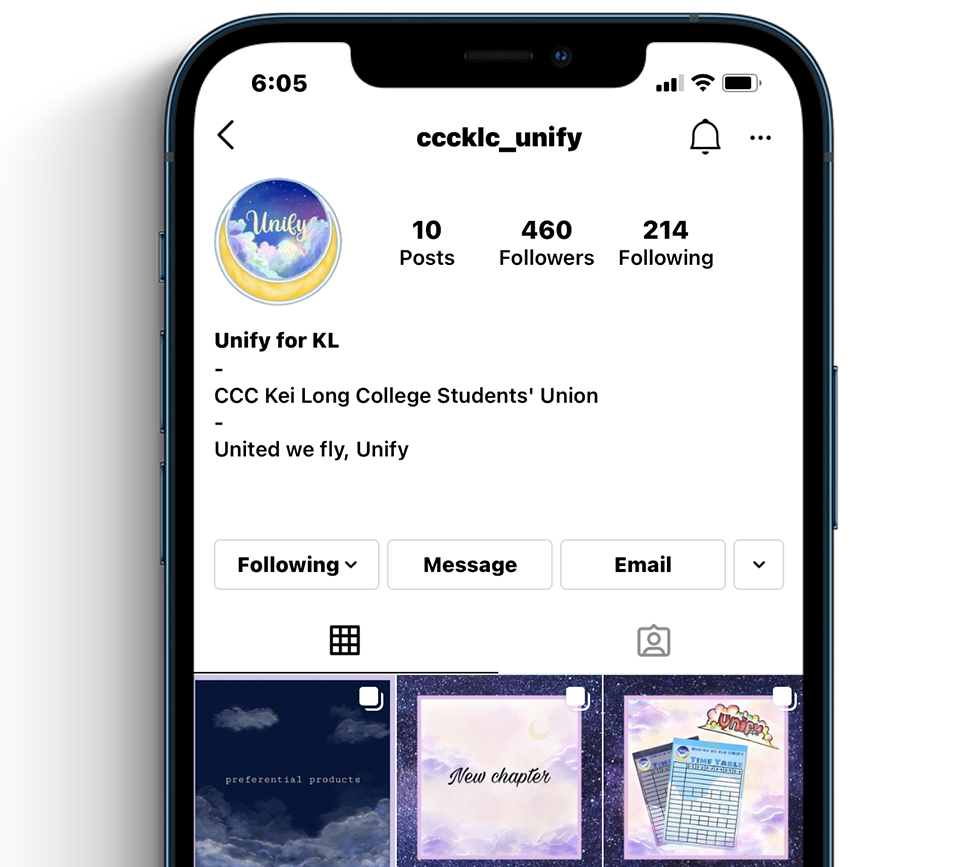 6:05
cccklc_unify
Unify
10
Posts
460
Followers
214
Following
Unify for KL
-
CCC Kei Long College Students' Union
-
United we fly, Unify
Following
Message
Email
preferential products
New chapter
Unify
TIME TABLE